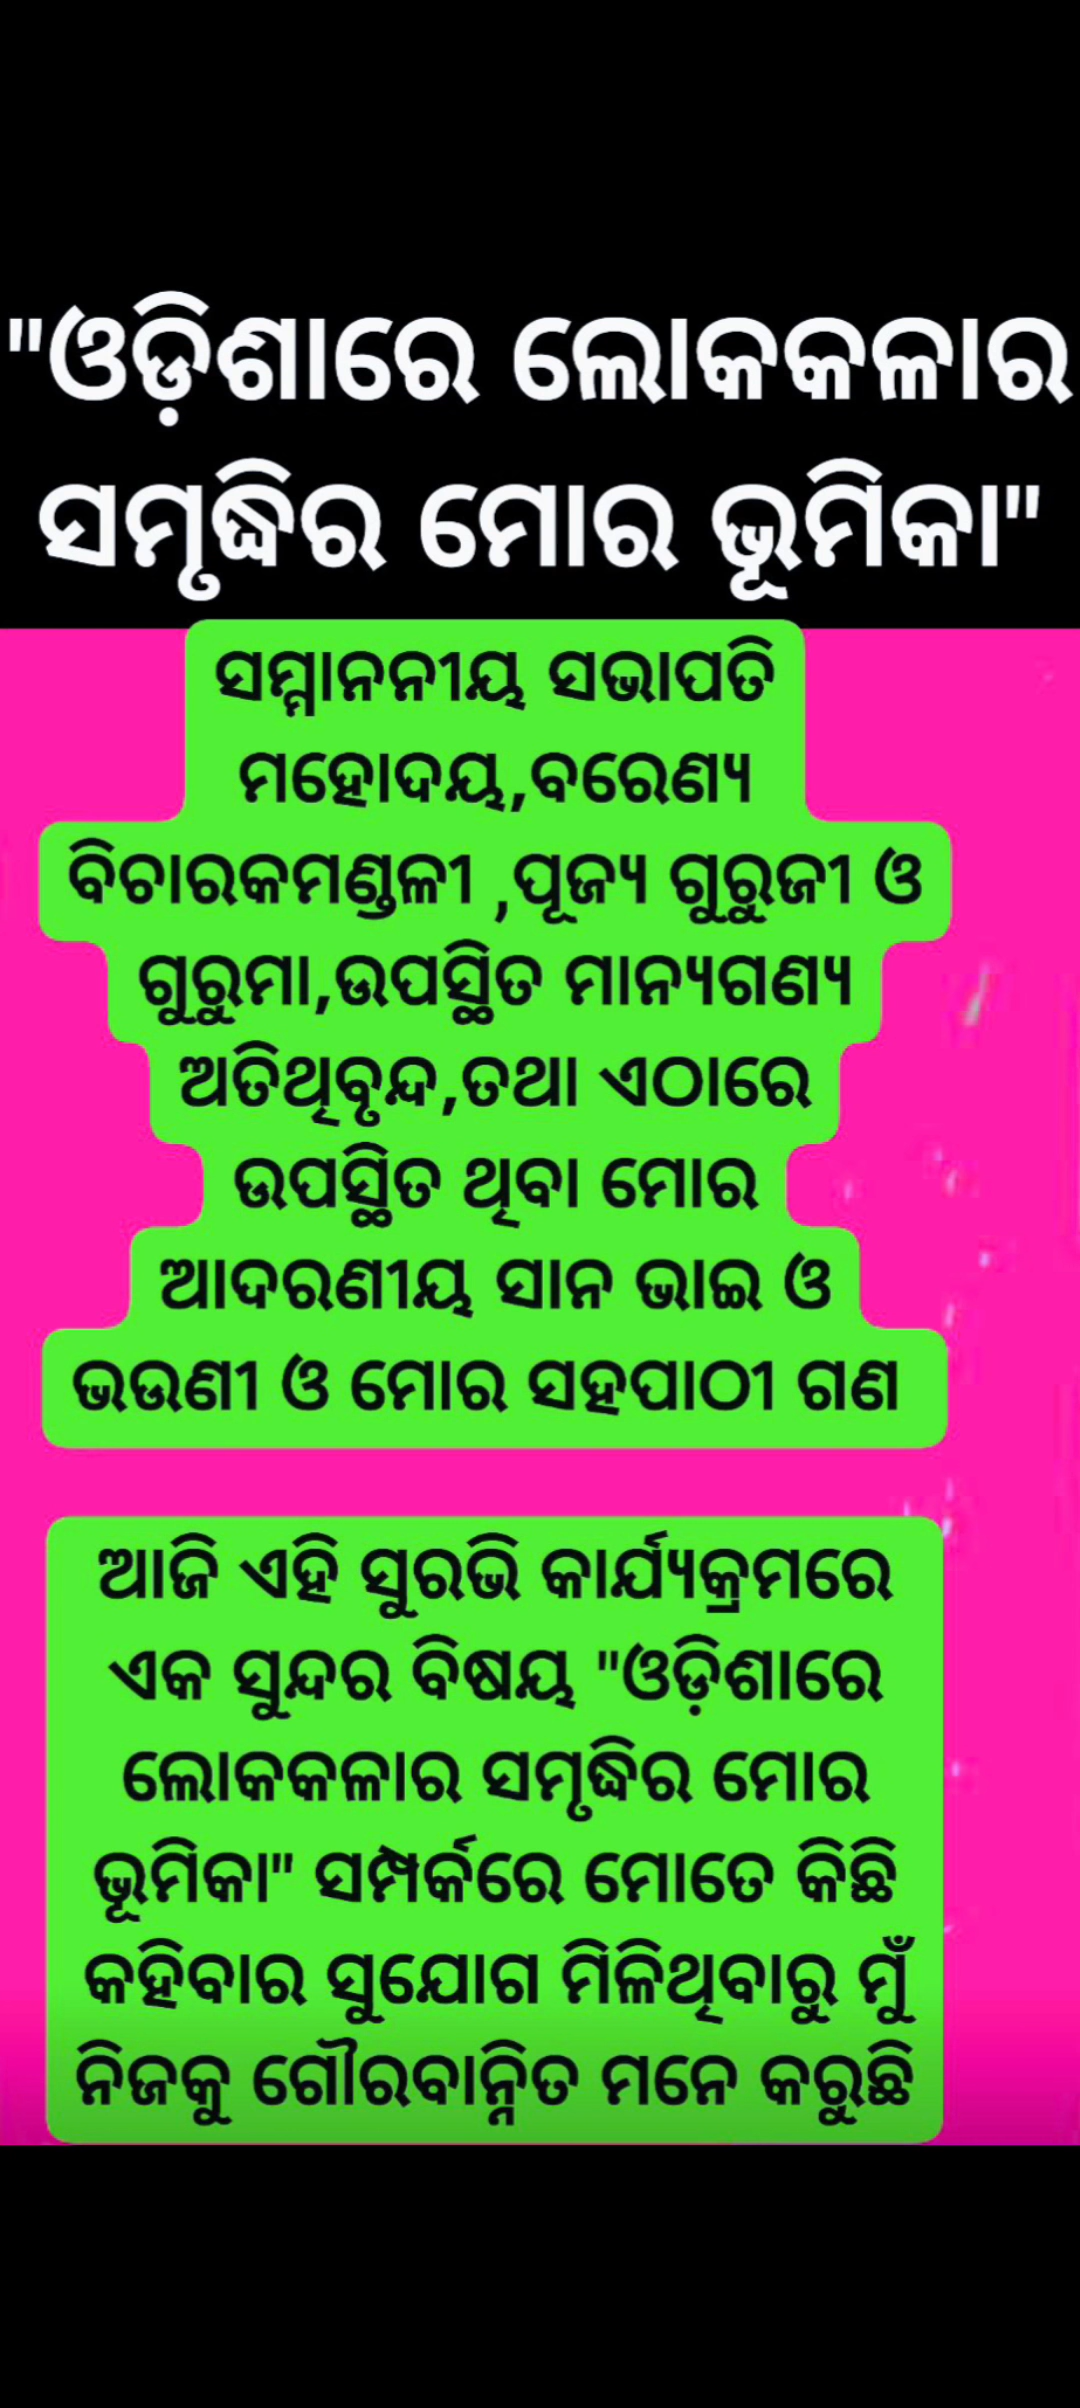 "ଓଡ଼ିଶାରେ ଲୋକକଳାର
ସମୃଦ୍ଧିର ମୋର ଭୂମିକା"
ସମ୍ମାନନୀୟ ସଭାପତି
ମହୋଦୟ,ବରେଣ୍ୟ
ବିଚାରକମଣ୍ଡଳୀ ,ପୂଜ୍ୟ ଗୁରୁଜୀ ଓ
ଗୁରୁମା,ଉପସ୍ଥିତ ମାନ୍ୟଗଣ୍ୟ
ଅତିଥିବୃନ୍ଦ,ତଥା ଏଠାରେ
ଉପସ୍ଥିତ ଥିବା ମୋର
ଆଦରଣୀୟ ସାନ ଭାଇ ଓ
ଭଉଣୀ ଓ ମୋର ସହପାଠୀ ଗଣ
ଆଜି ଏହି ସୁରଭି କାର୍ଯ୍ୟକ୍ରମରେ
ଏକ ସୁନ୍ଦର ବିଷୟ "ଓଡ଼ିଶାରେ
ଲୋକକଳାର ସମୃଦ୍ଧିର ମୋର
ଭୂମିକା" ସମ୍ପର୍କରେ ମୋତେ କିଛି
କହିବାର ସୁଯୋଗ ମିଳିଥିବାରୁ ମୁଁ
ନିଜକୁ ଗୌରବାନ୍ନିତ ମନେ କରୁଛି